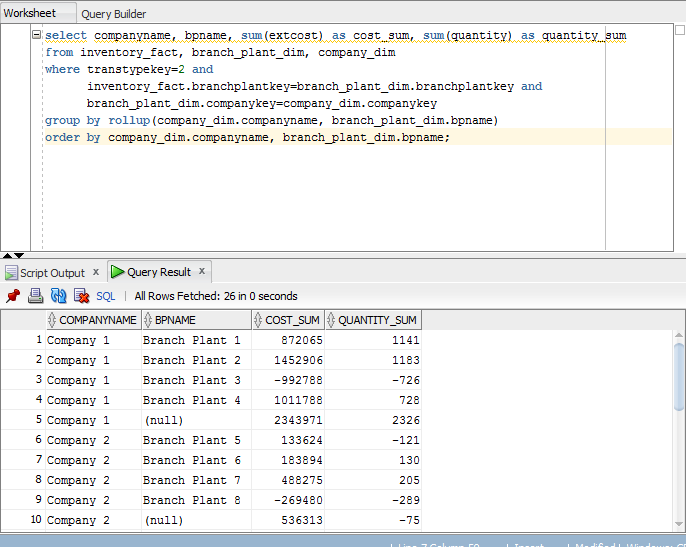 Worksheet Query Builder
select companyname, bpname, sum(extcost) as cost_sum, sum(quantity) as quantity_sum
from inventory_fact, branch_plant_dim, company_dim
where transtypekey=2 and
inventory_fact.branchplantkey=branch_plant_dim.branchplantkey and
branch_plant_dim.companykey=company_dim.companykey
group by rollup(company_dim.companyname, branch_plant_dim.bpname)
order by company_dim.companyname, branch_plant_dim.bpname;
Script Output x Query Result x
SQL | All Rows Fetched: 26 in 0 seconds
COMPANYNAME BPNAME COST_SUM QUANTITY_SUM
1 Company 1 Branch Plant 1 872065 1141
2 Company 1 Branch Plant 2 1452906 1183
3 Company 1 Branch Plant 3 -992788 -726
4 Company 1 Branch Plant 4 1011788 728
5 Company 1 (null) 2343971 2326
6 Company 2 Branch Plant 5 133624 -121
7 Company 2 Branch Plant 6 183894 130
8 Company 2 Branch Plant 7 488275 205
9 Company 2 Branch Plant 8 -269480 -289
10 Company 2 (null) 536313 -75